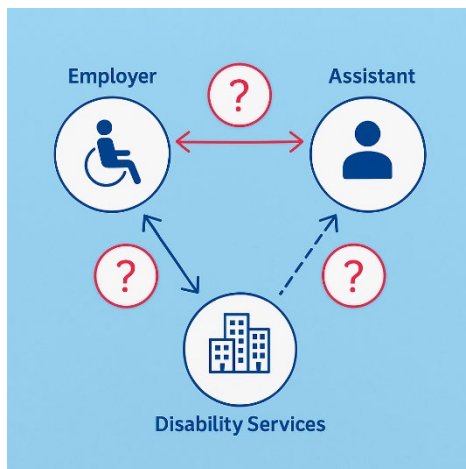 Employer
Assistant
?
?
?
Disability Services